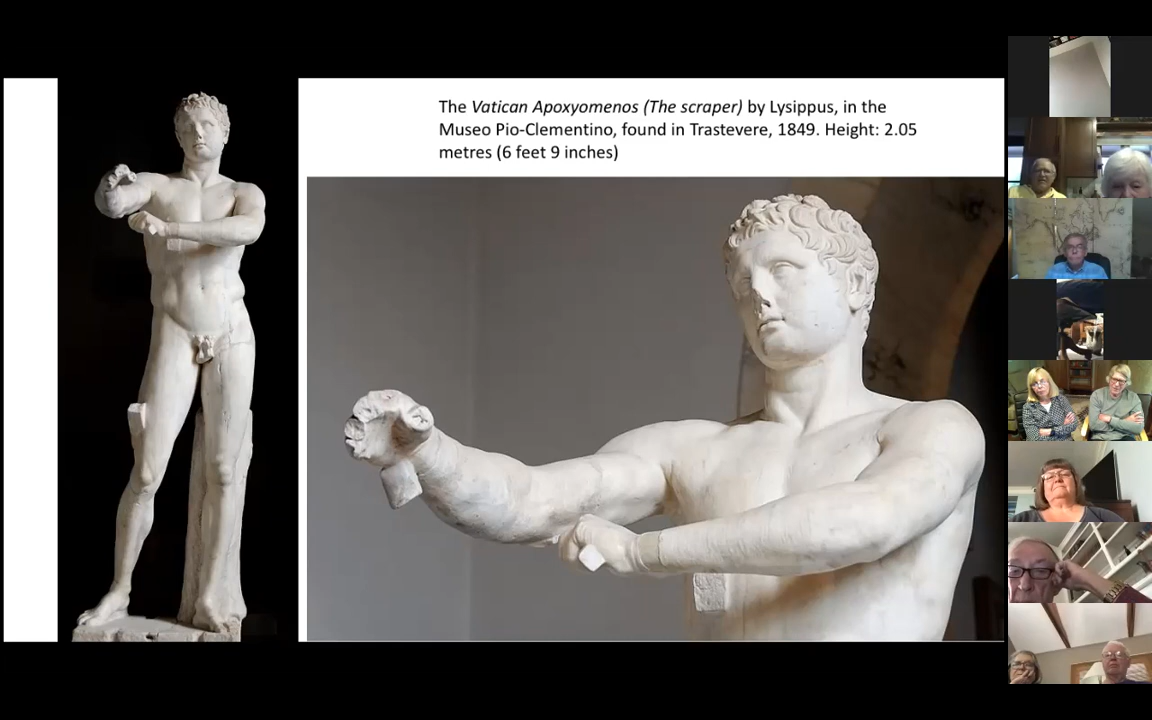 The Vatican Apoxyomenos (The scraper) by Lysippus, in the
Museo Pio-Clementino, found in Trastevere, 1849. Height: 2.05
metres (6 feet 9 inches)